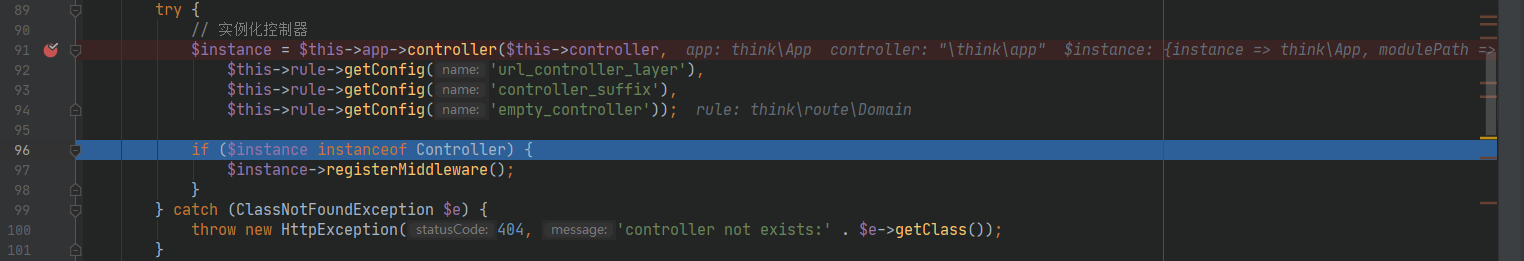 89 try {
90 // 实例化控制器
91 $instance = $this->app->controller($this->controller, app: think\App controller: "\think\app" $instance: {instance => think\App, modulePath =>
92 $this->rule->getConfig( name: 'url_controller_layer'),
93 $this->rule->getConfig( name: 'controller_suffix'),
94 $this->rule->getConfig( name: 'empty_controller')); rule: think\route\Domain
95
96 if ($instance instanceof Controller) {
97 $instance->registerMiddleware();
98 }
99 } catch (ClassNotFoundException $e) {
100 throw new HttpException( statusCode: 404, message: 'controller not exists:' . $e->getClass());
101 }